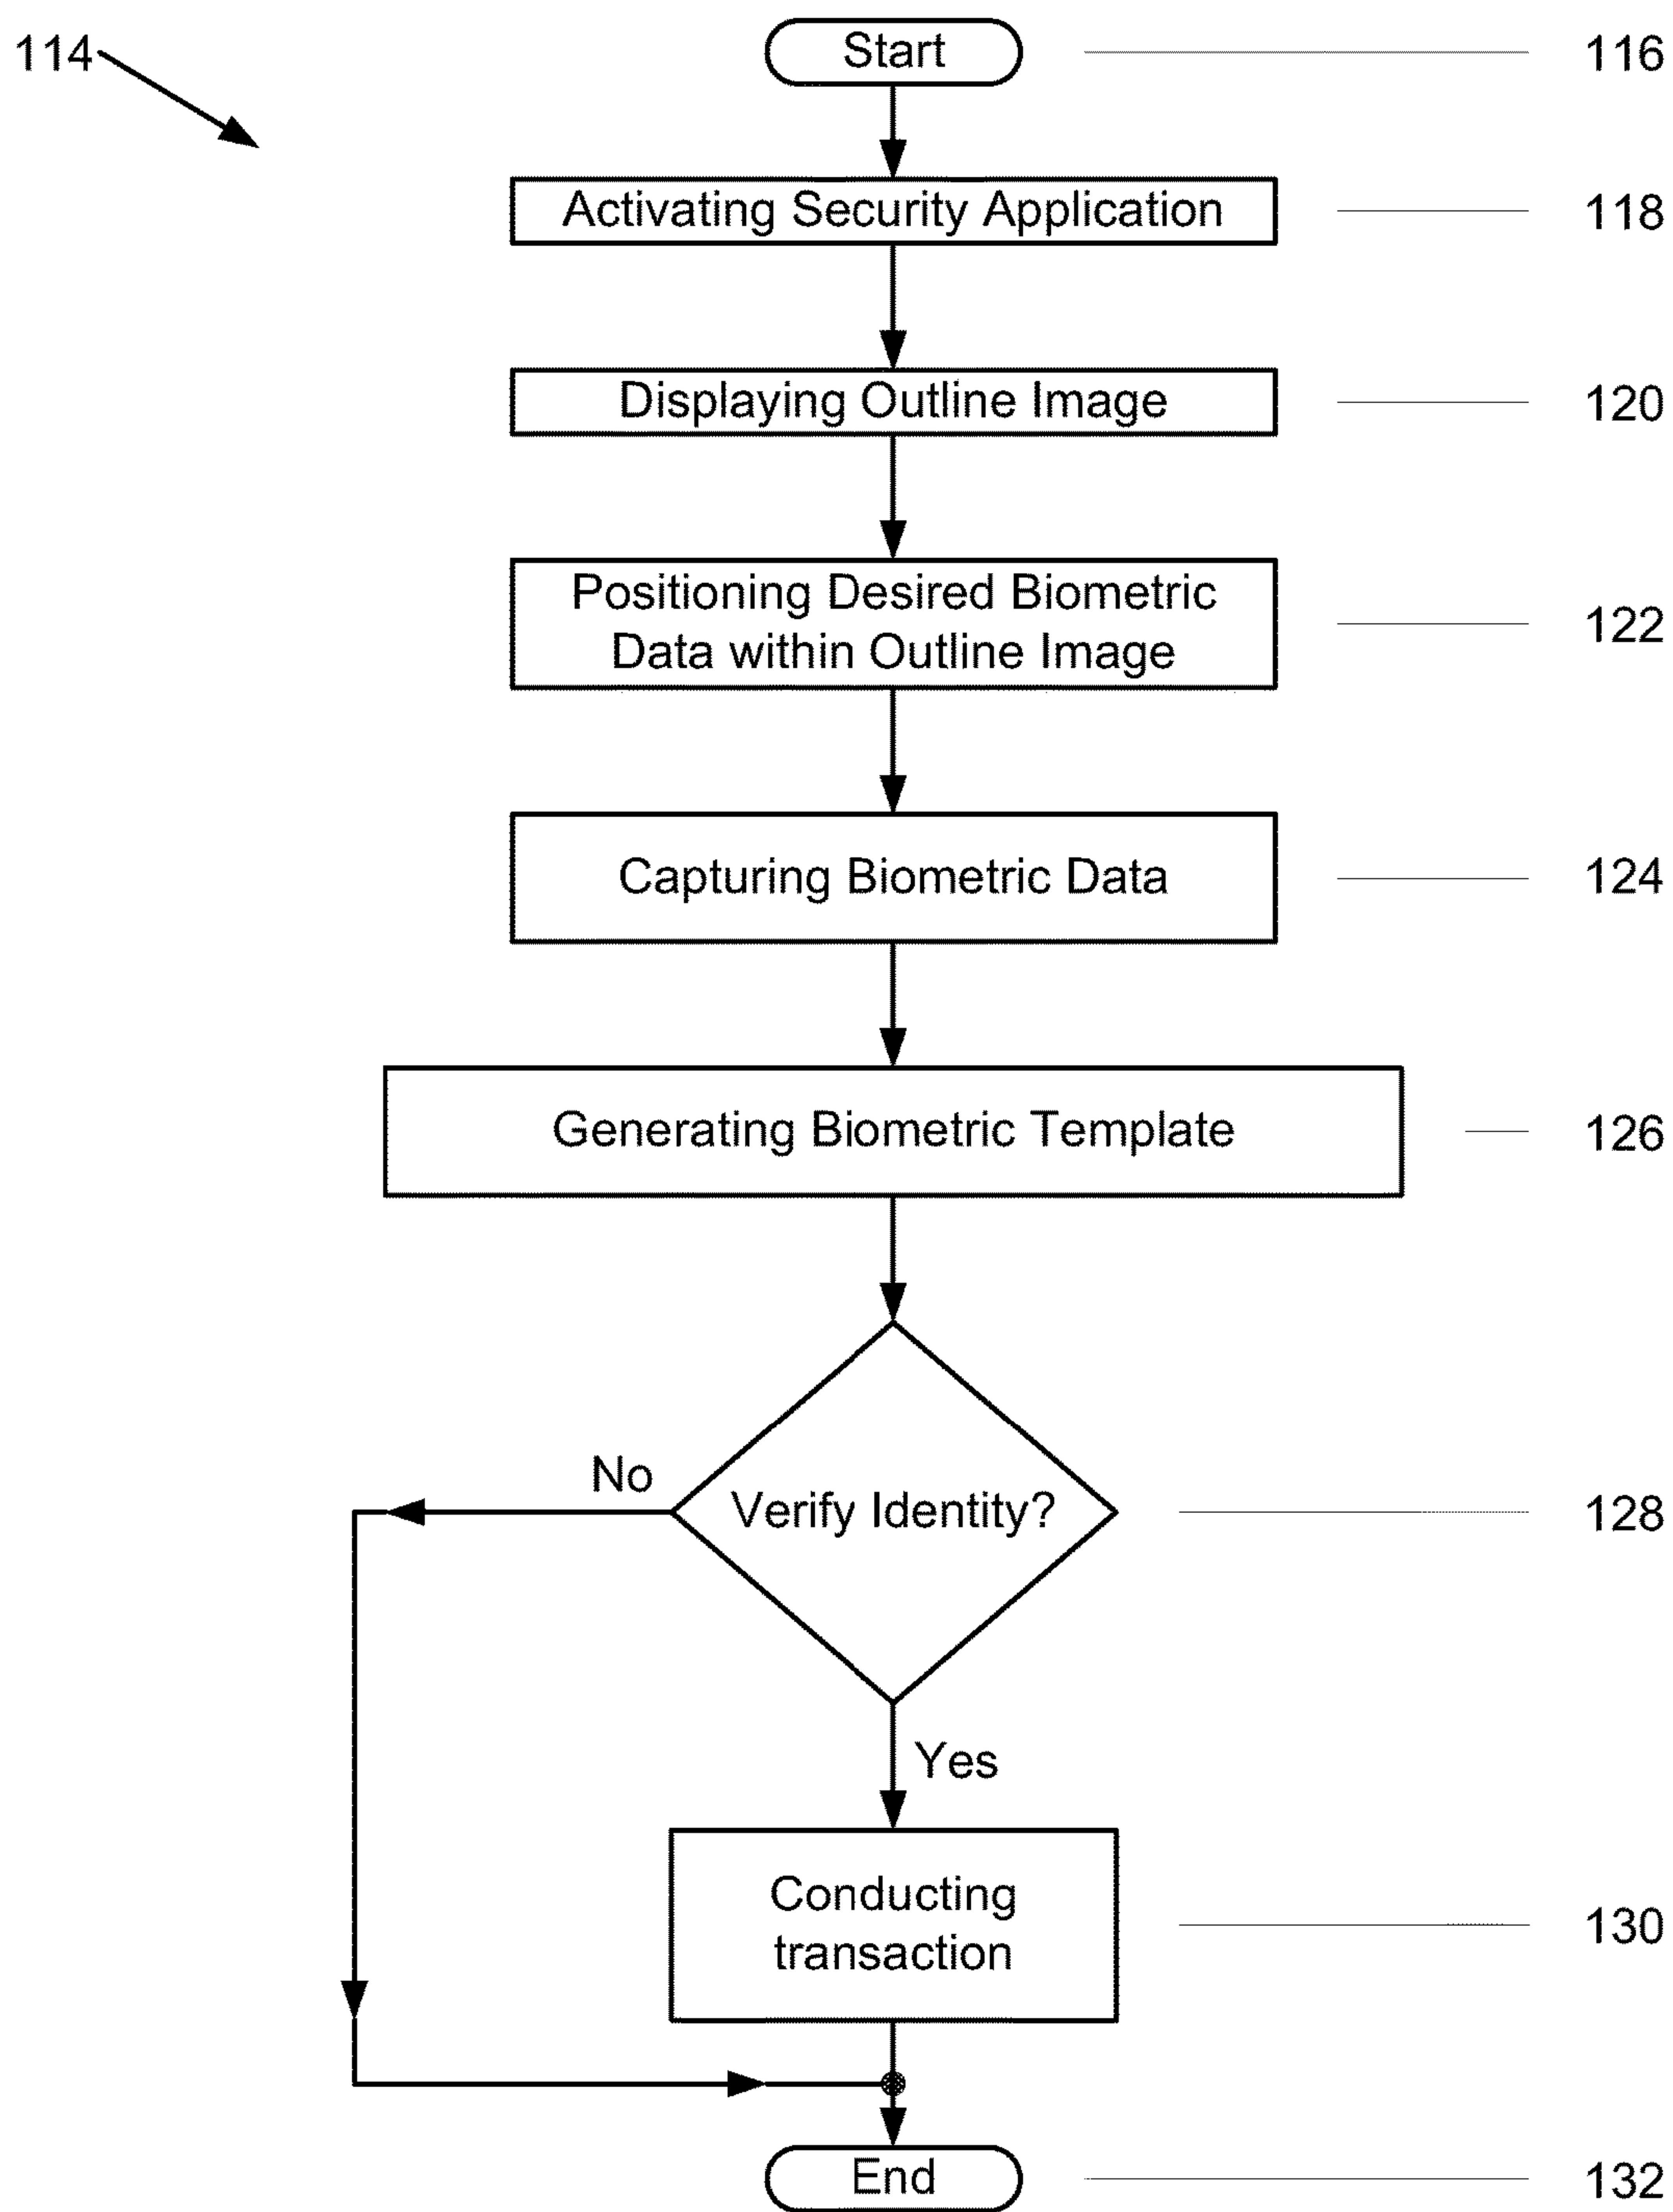 114
Start
116
Activating Security Application
118
Displaying Outline Image
120
Positioning Desired Biometric
Data within Outline Image
122
Capturing Biometric Data
124
Generating Biometric Template
126
No
Verify Identity?
128
Yes
Conducting
transaction
130
End
132